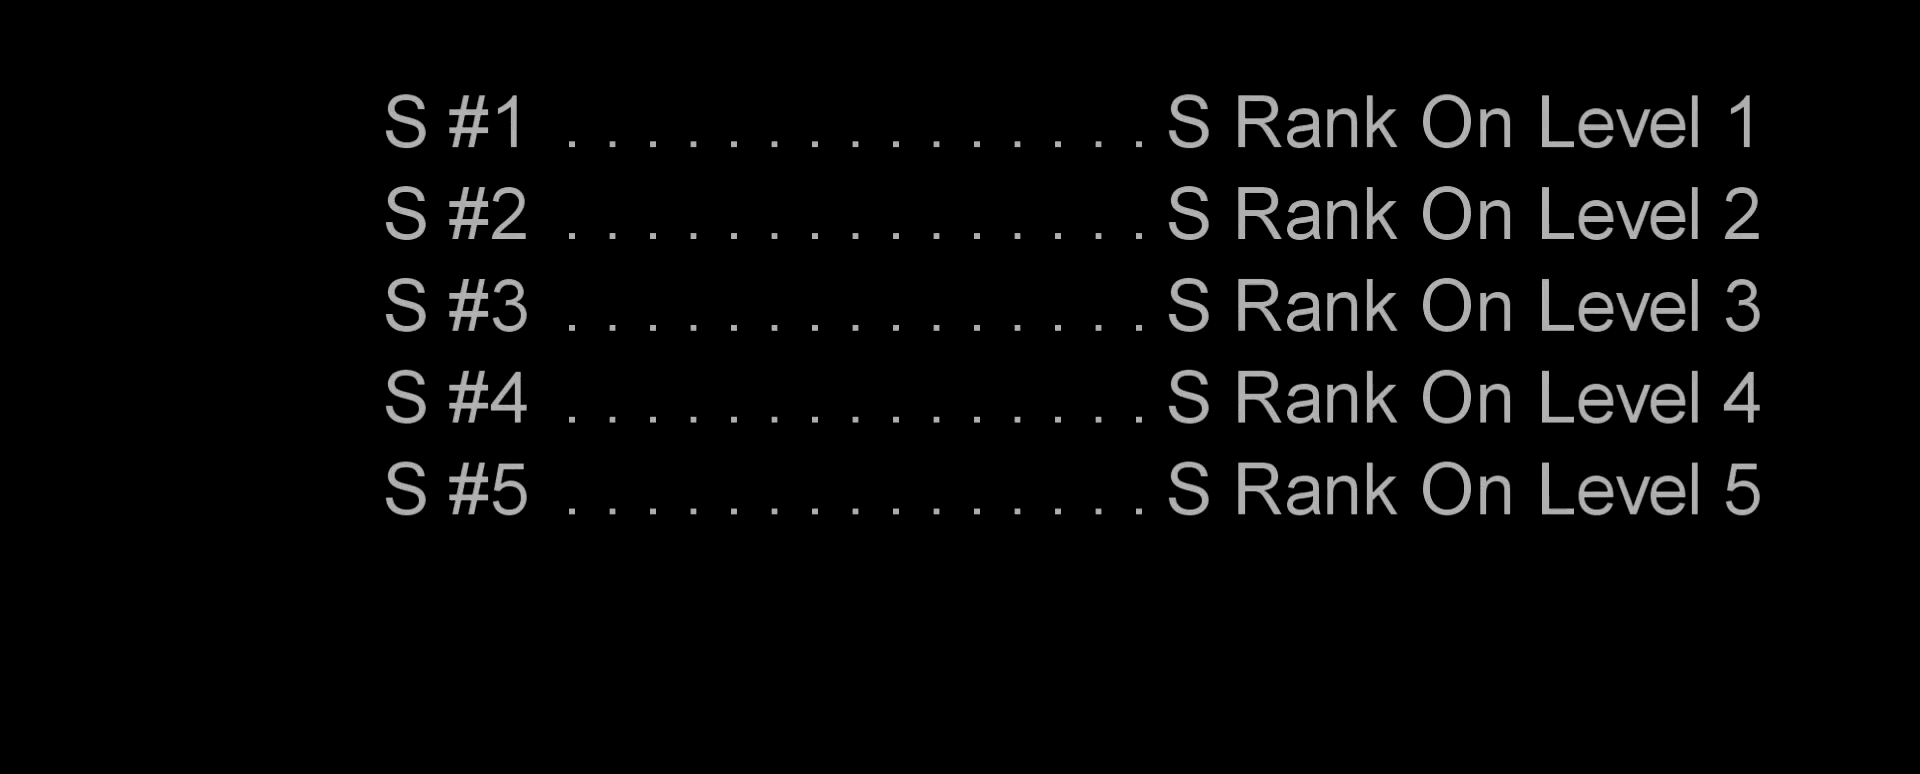 S #1 . . . . . . . . . . . . . . . S Rank On Level 1
S #2 . . . . . . . . . . . . . . . S Rank On Level 2
S #3 . . . . . . . . . . . . . . . S Rank On Level 3
S #4 . . . . . . . . . . . . . . . S Rank On Level 4
S #5 . . . . . . . . . . . . . . . S Rank On Level 5